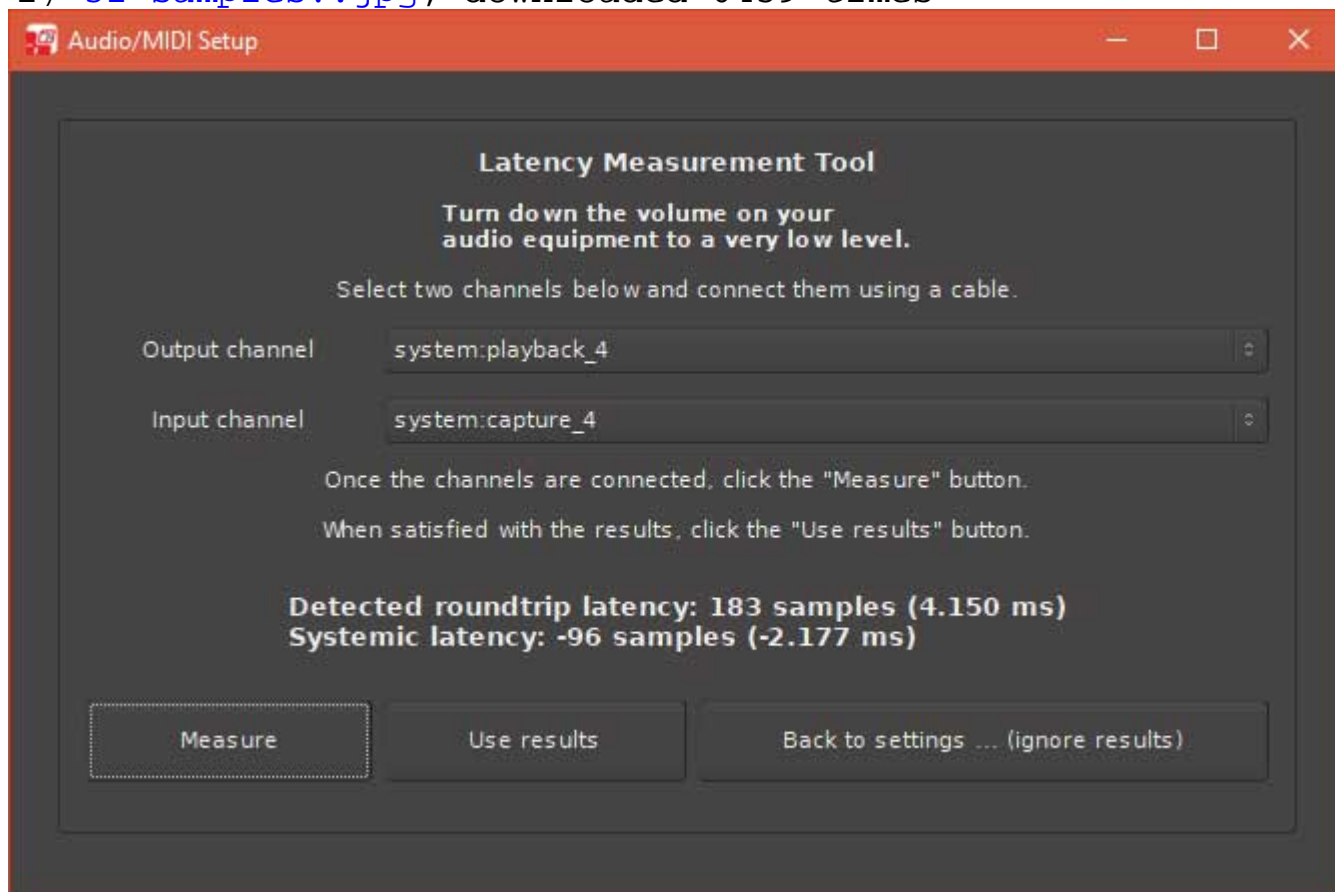 Audio/MIDI Setup
Latency Measurement Tool
Turn down the volume on your
audio equipment to a very low level.
Select two channels below and connect them using a cable.
Output channel system:playback_4
Input channel system:capture_4
Once the channels are connected, click the "Measure" button.
When satisfied with the results, click the "Use results" button.
Detected roundtrip latency: 183 samples (4.150 ms)
Systemic latency: -96 samples (-2.177 ms)
Measure Use results Back to settings ... (ignore results)